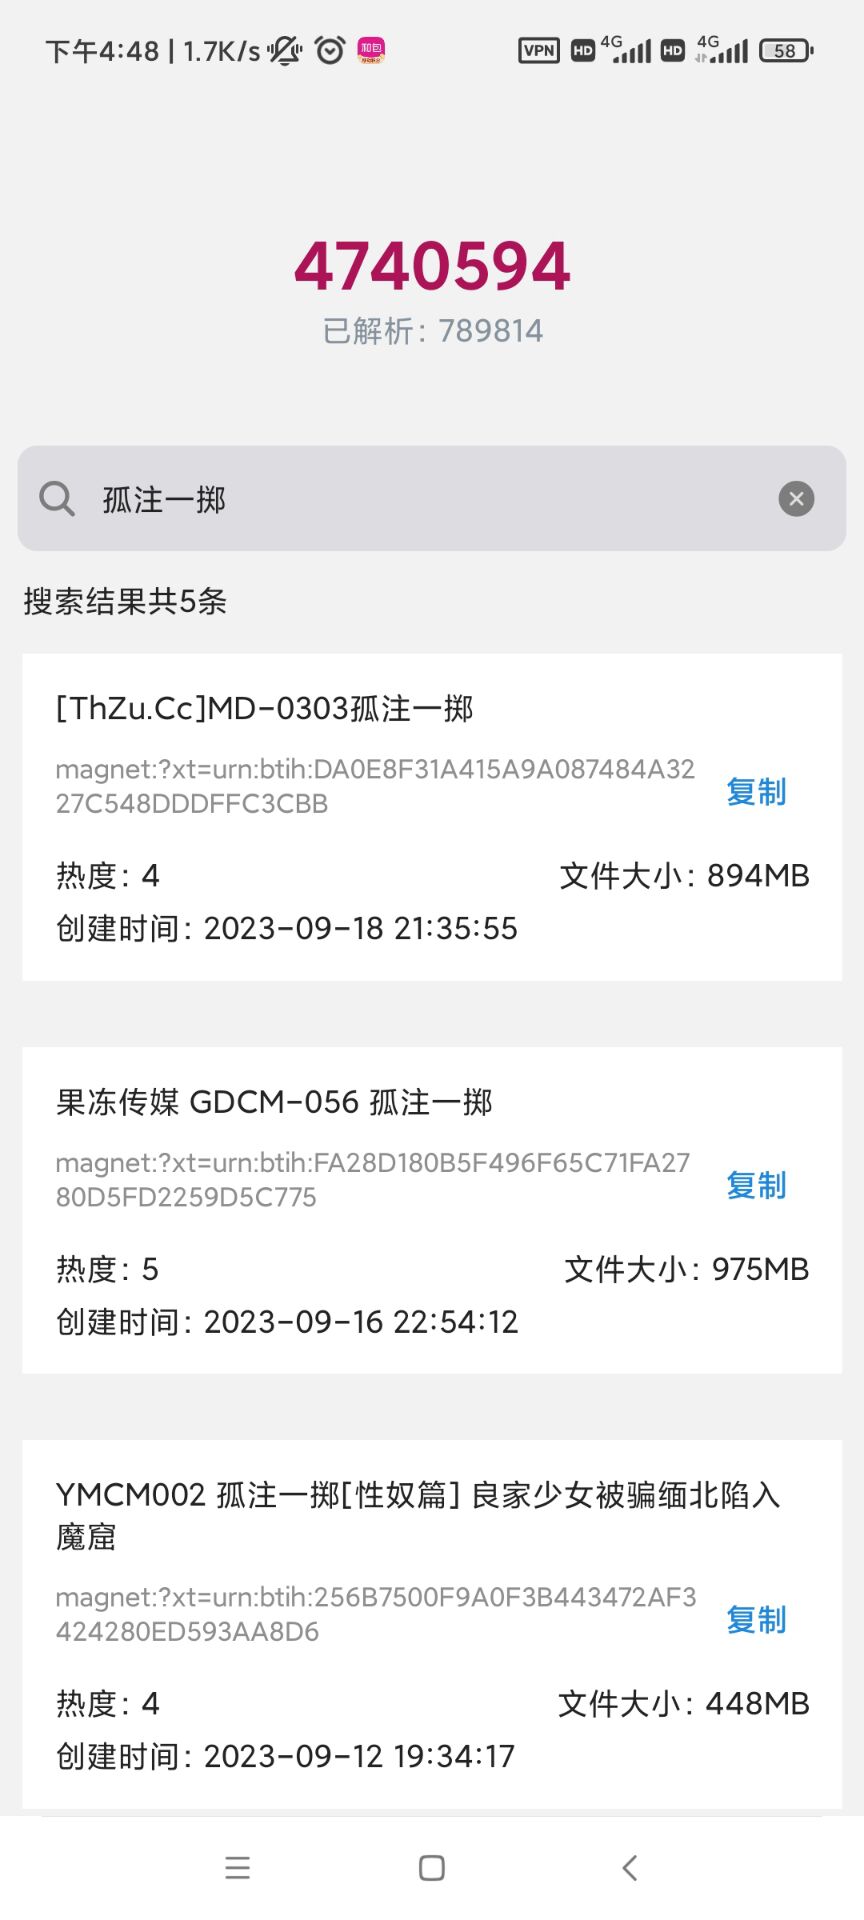 下午4:48 | 1.7K/s
和包
VPN HD 4G HD 4G 58
4740594
已解析: 789814
孤注一掷
搜索结果共5条
[ThZu.Cc]MD-0303孤注一掷
magnet:?xt=urn:btih:DA0E8F31A415A9A087484A32
27C548DDDFFC3CBB
复制
热度: 4 文件大小: 894MB
创建时间: 2023-09-18 21:35:55
果冻传媒 GDCM-056 孤注一掷
magnet:?xt=urn:btih:FA28D180B5F496F65C71FA27
80D5FD2259D5C775
复制
热度: 5 文件大小: 975MB
创建时间: 2023-09-16 22:54:12
YMCM002 孤注一掷[性奴篇] 良家少女被骗缅北陷入
魔窟
magnet:?xt=urn:btih:256B7500F9A0F3B443472AF3
424280ED593AA8D6
复制
热度: 4 文件大小: 448MB
创建时间: 2023-09-12 19:34:17